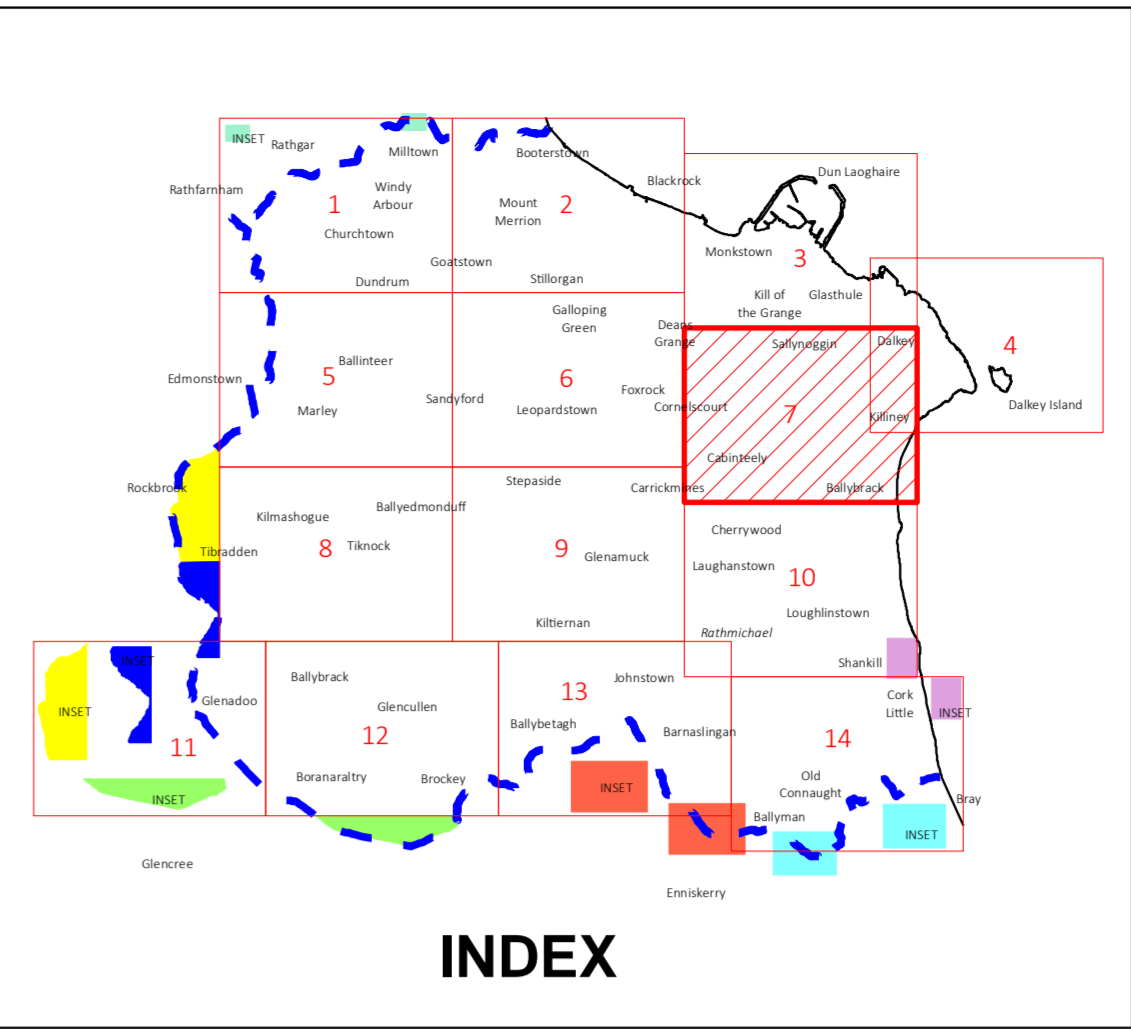 INSET
Rathgar
Milltown
Booterstown
Rathfarnham
Windy
Arbour
1
Churchtown
Goatstown
Dundrum
Mount
Merrion
2
Stillorgan
Blackrock
Dun Laoghaire
Monkstown
3
Kill of
the Grange
Glasthule
4
Dalkey Island
Galloping
Green
Deans
Grange
Sallynoggin
Dalkey
Ballinteer
Edmonstown
5
Marley
Sandyford
6
Leopardstown
Foxrock
Cornelscourt
7
Killiney
Cabinteely
Ballybrack
Rockbrook
Kilmashogue
Ballyedmonduff
Tibradden
8
Tiknock
Stepaside
Carrickmines
9
Glenamuck
Kiltiernan
Cherrywood
Laughanstown
10
Loughlinstown
Rathmichael
Shankill
INSET
INSET
Glenadoo
11
INSET
Ballybrack
Glencullen
12
Boranaraltry
Brockey
13
Johnstown
Ballybetagh
Barnaslingan
INSET
Cork
Little
INSET
14
Old
Connaught
Ballyman
Bray
INSET
Glencree
Enniskerry
INDEX